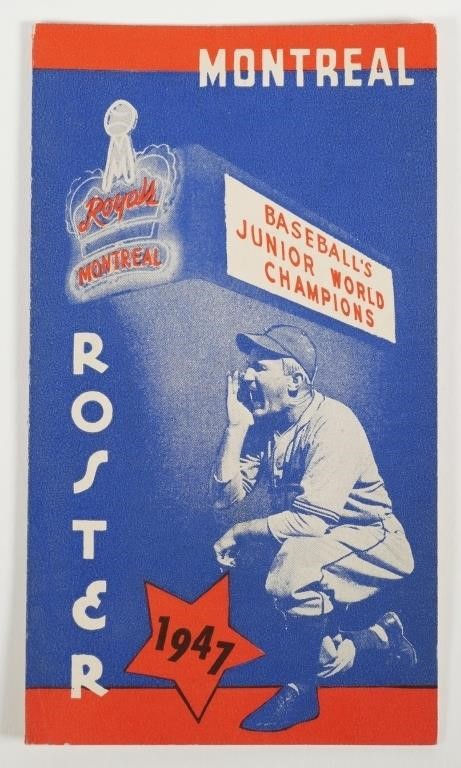 MONTREAL
Royals
MONTREAL
BASEBALL'S
JUNIOR WORLD
CHAMPIONS
ROSTER
1947